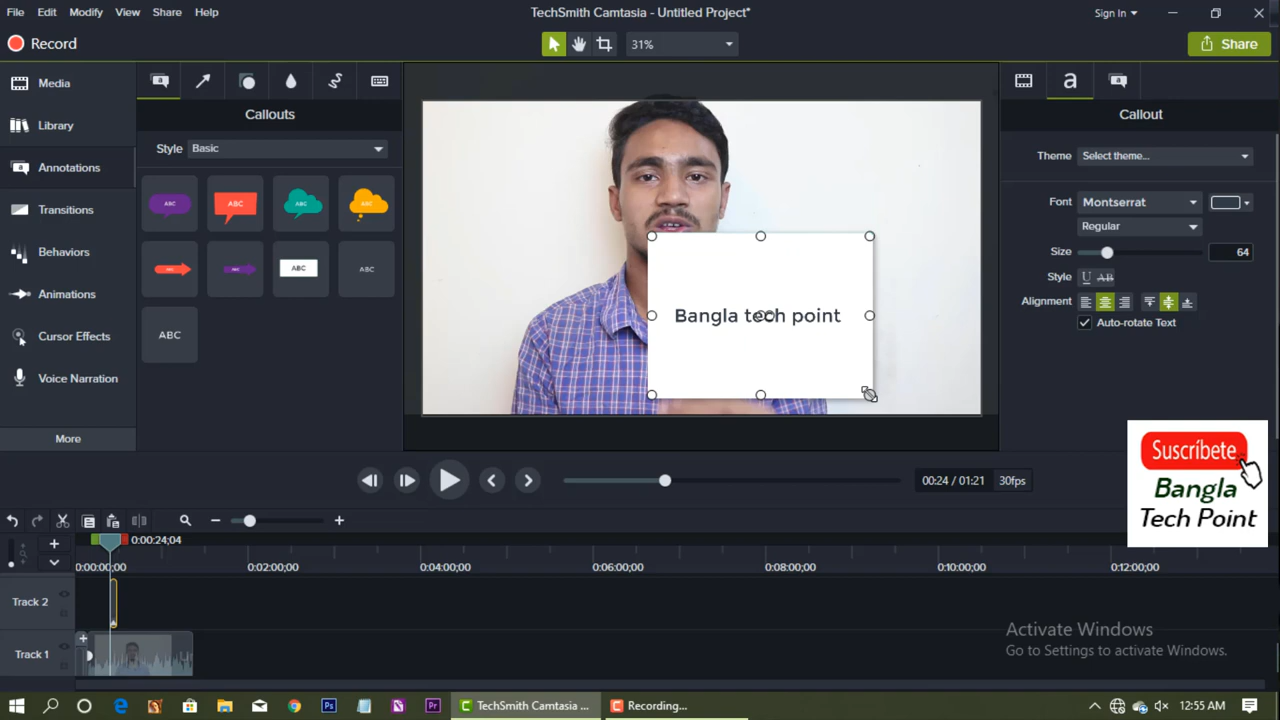 File Edit Modify View Share Help
TechSmith Camtasia - Untitled Project*
Sign In
Record
31%
Share
Media
Library
Annotations
Transitions
Behaviors
Animations
Cursor Effects
Voice Narration
More
Callouts
Style Basic
ABC ABC ABC ABC
ABC ABC ABC ABC
ABC
Bangla tech point
Callout
Theme Select theme...
Font Montserrat
Regular
Size 64
Style U AB
Alignment
Auto-rotate Text
Suscríbete
Bangla
Tech Point
00:24 / 01:21 30fps
0:00:24;04
0:00:00;00 0:02:00;00 0:04:00;00 0:06:00;00 0:08:00;00 0:10:00;00 0:12:00;00
Track 2
Track 1
Activate Windows
Go to Settings to activate Windows.
TechSmith Camtasia ...
Recording...
12:55 AM